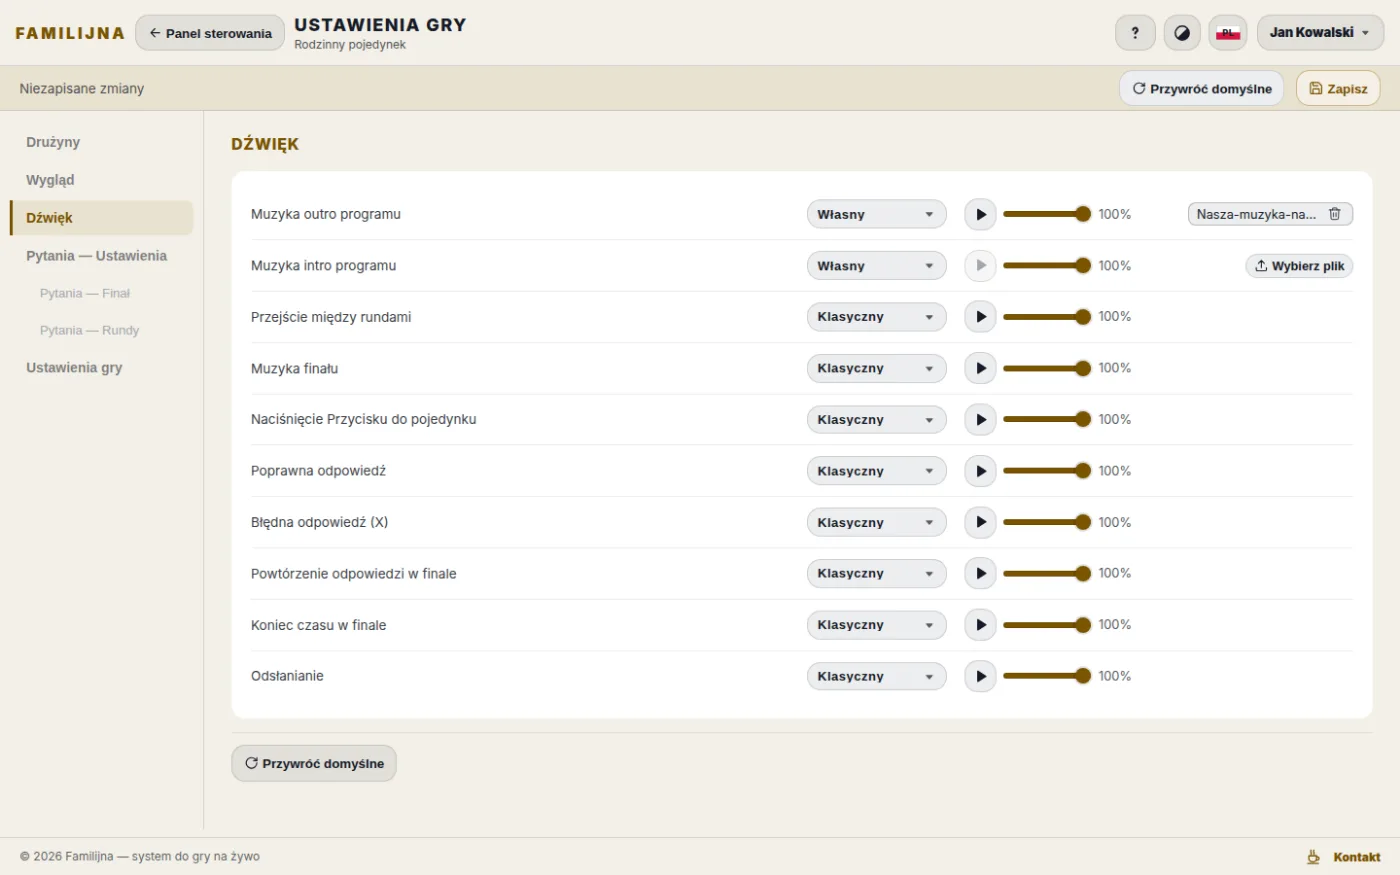 FAMILIJNA
Panel sterowania
USTAWIENIA GRY
Rodzinny pojedynek
?
PL
Jan Kowalski
Niezapisane zmiany
Przywróć domyślne
Zapisz
Drużyny
Wygląd
Dźwięk
Pytania — Ustawienia
Pytania — Finał
Pytania — Rundy
Ustawienia gry
DŹWIĘK
Muzyka outro programu Własny 100% Nasza-muzyka-na...
Muzyka intro programu Własny 100% Wybierz plik
Przejście między rundami Klasyczny 100%
Muzyka finału Klasyczny 100%
Naciśnięcie Przycisku do pojedynku Klasyczny 100%
Poprawna odpowiedź Klasyczny 100%
Błędna odpowiedź (X) Klasyczny 100%
Powtórzenie odpowiedzi w finale Klasyczny 100%
Koniec czasu w finale Klasyczny 100%
Odsłanianie Klasyczny 100%
Przywróć domyślne
© 2026 Familijna — system do gry na żywo
Kontakt